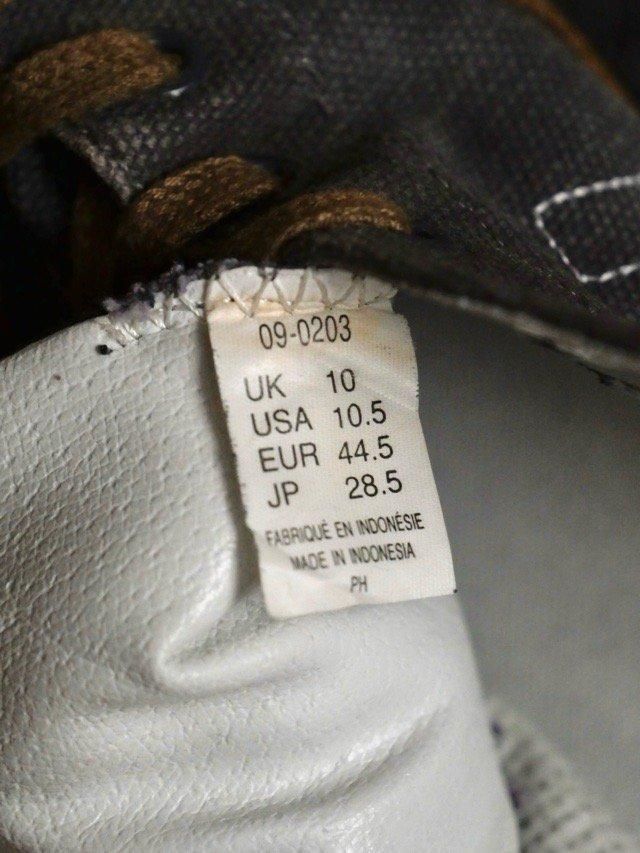 09-0203
UK 10
USA 10.5
EUR 44.5
JP 28.5
FABRIQUÉ EN INDONÉSIE
MADE IN INDONESIA
PH